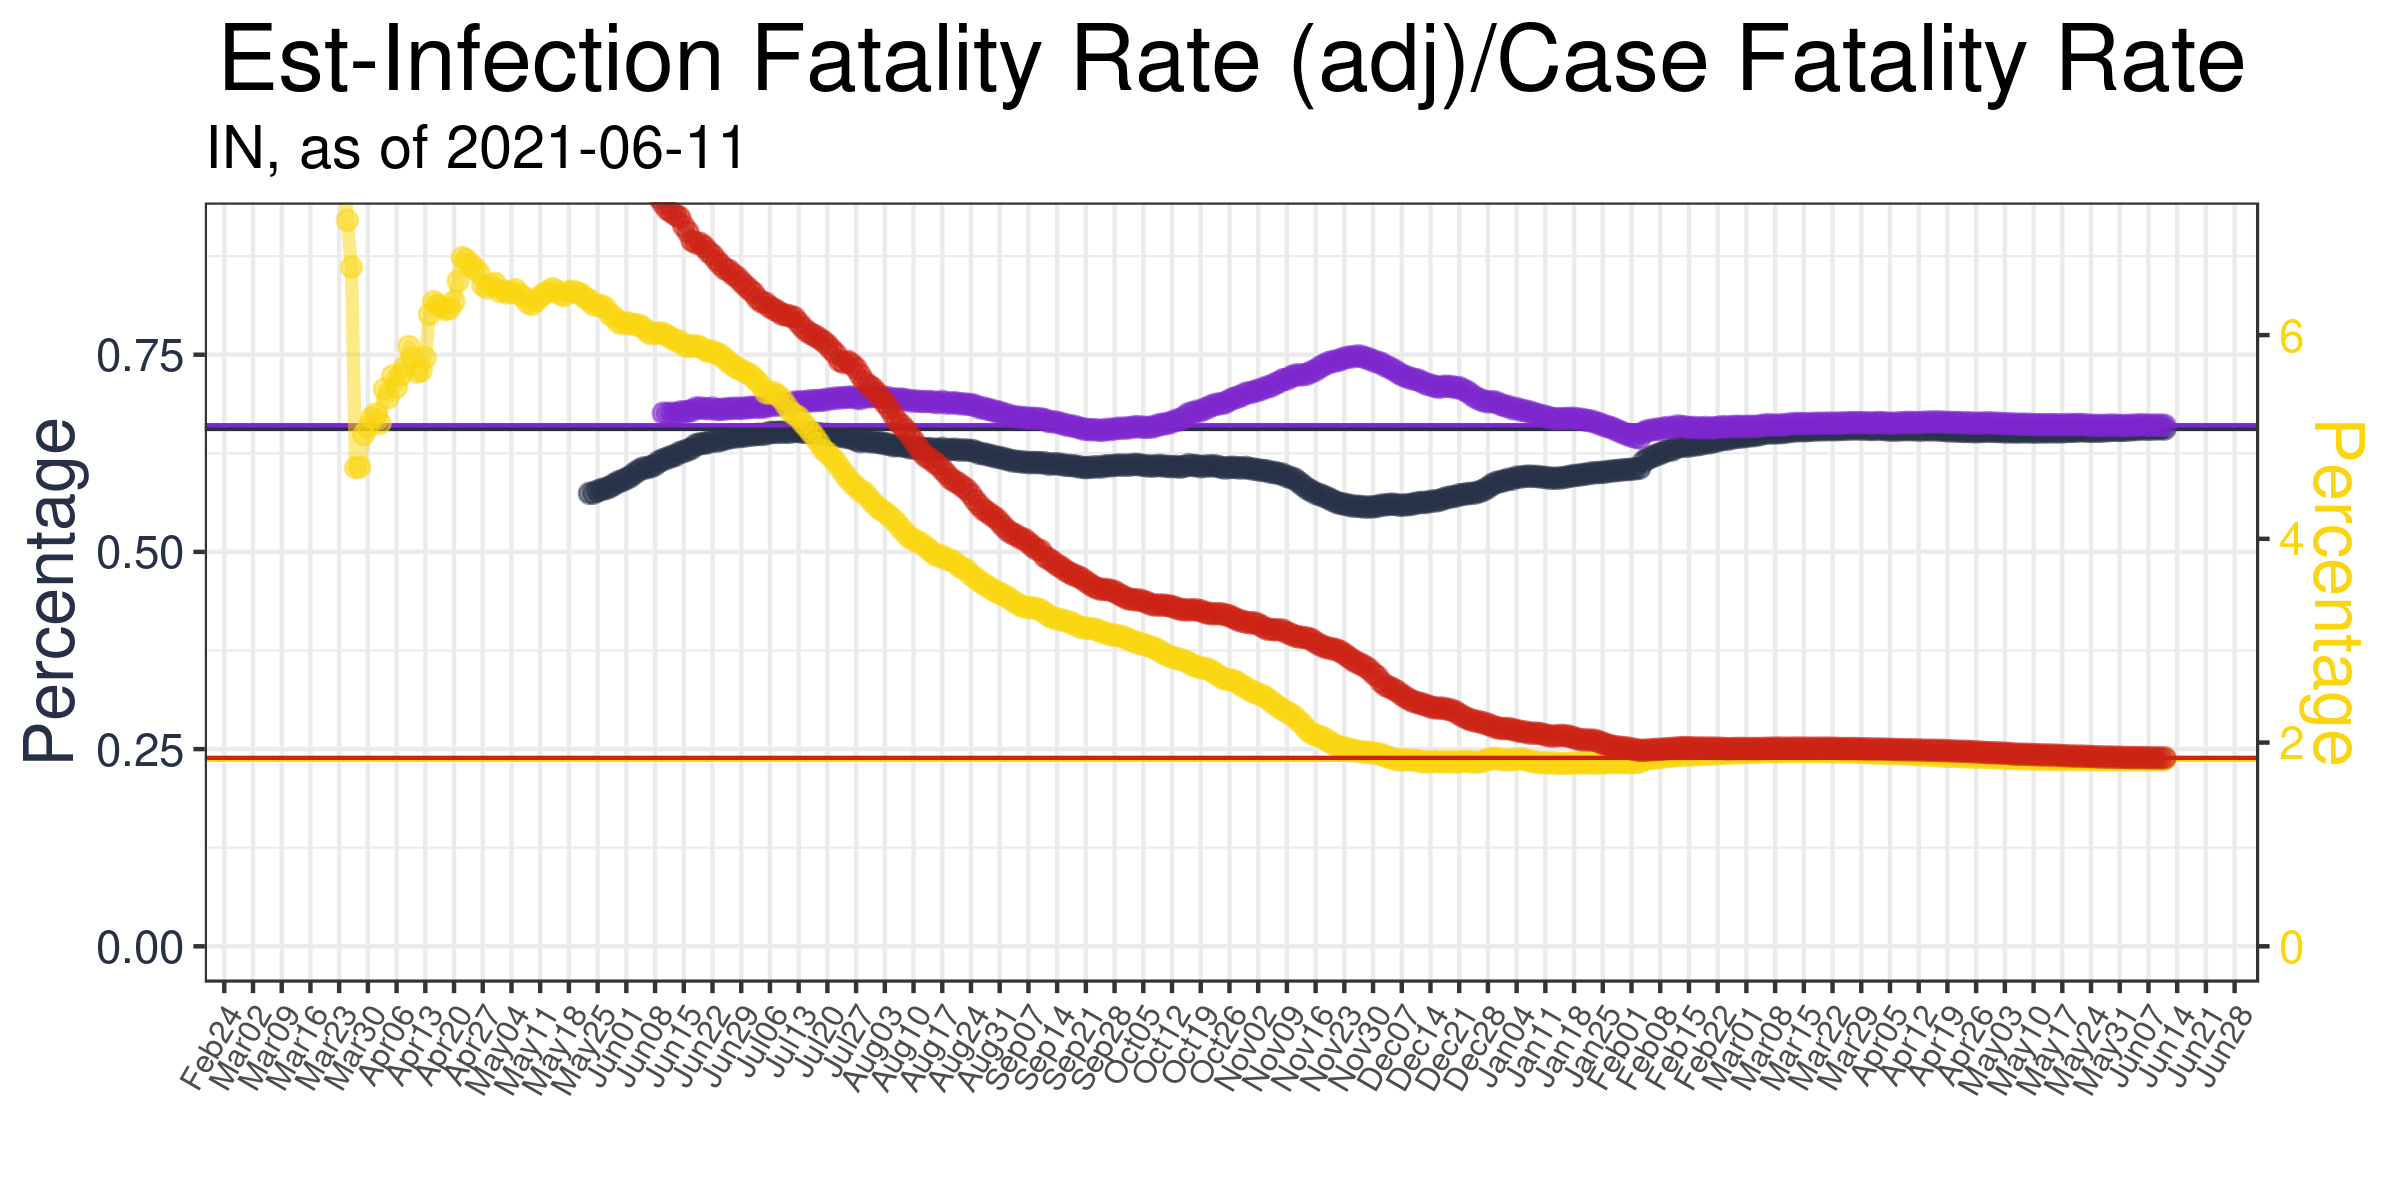 Est-Infection Fatality Rate (adj)/Case Fatality Rate
IN, as of 2021-06-11
Percentage
0.75
0.50
0.25
0.00
6
4
2
0
Percentage
Feb24
Mar02
Mar09
Mar16
Mar23
Mar30
Apr06
Apr13
Apr20
Apr27
May04
May11
May18
May25
Jun01
Jun08
Jun15
Jun22
Jun29
Jul06
Jul13
Jul20
Jul27
Aug03
Aug10
Aug17
Aug24
Aug31
Sep07
Sep14
Sep21
Sep28
Oct05
Oct12
Oct19
Oct26
Nov02
Nov09
Nov16
Nov23
Nov30
Dec07
Dec14
Dec21
Dec28
Jan04
Jan11
Jan18
Jan25
Feb01
Feb08
Feb15
Feb22
Mar01
Mar08
Mar15
Mar22
Mar29
Apr05
Apr12
Apr19
Apr26
May03
May10
May17
May24
May31
Jun07
Jun14
Jun21
Jun28